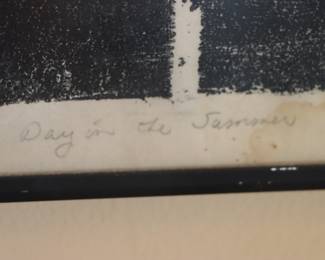 Day in the Summer